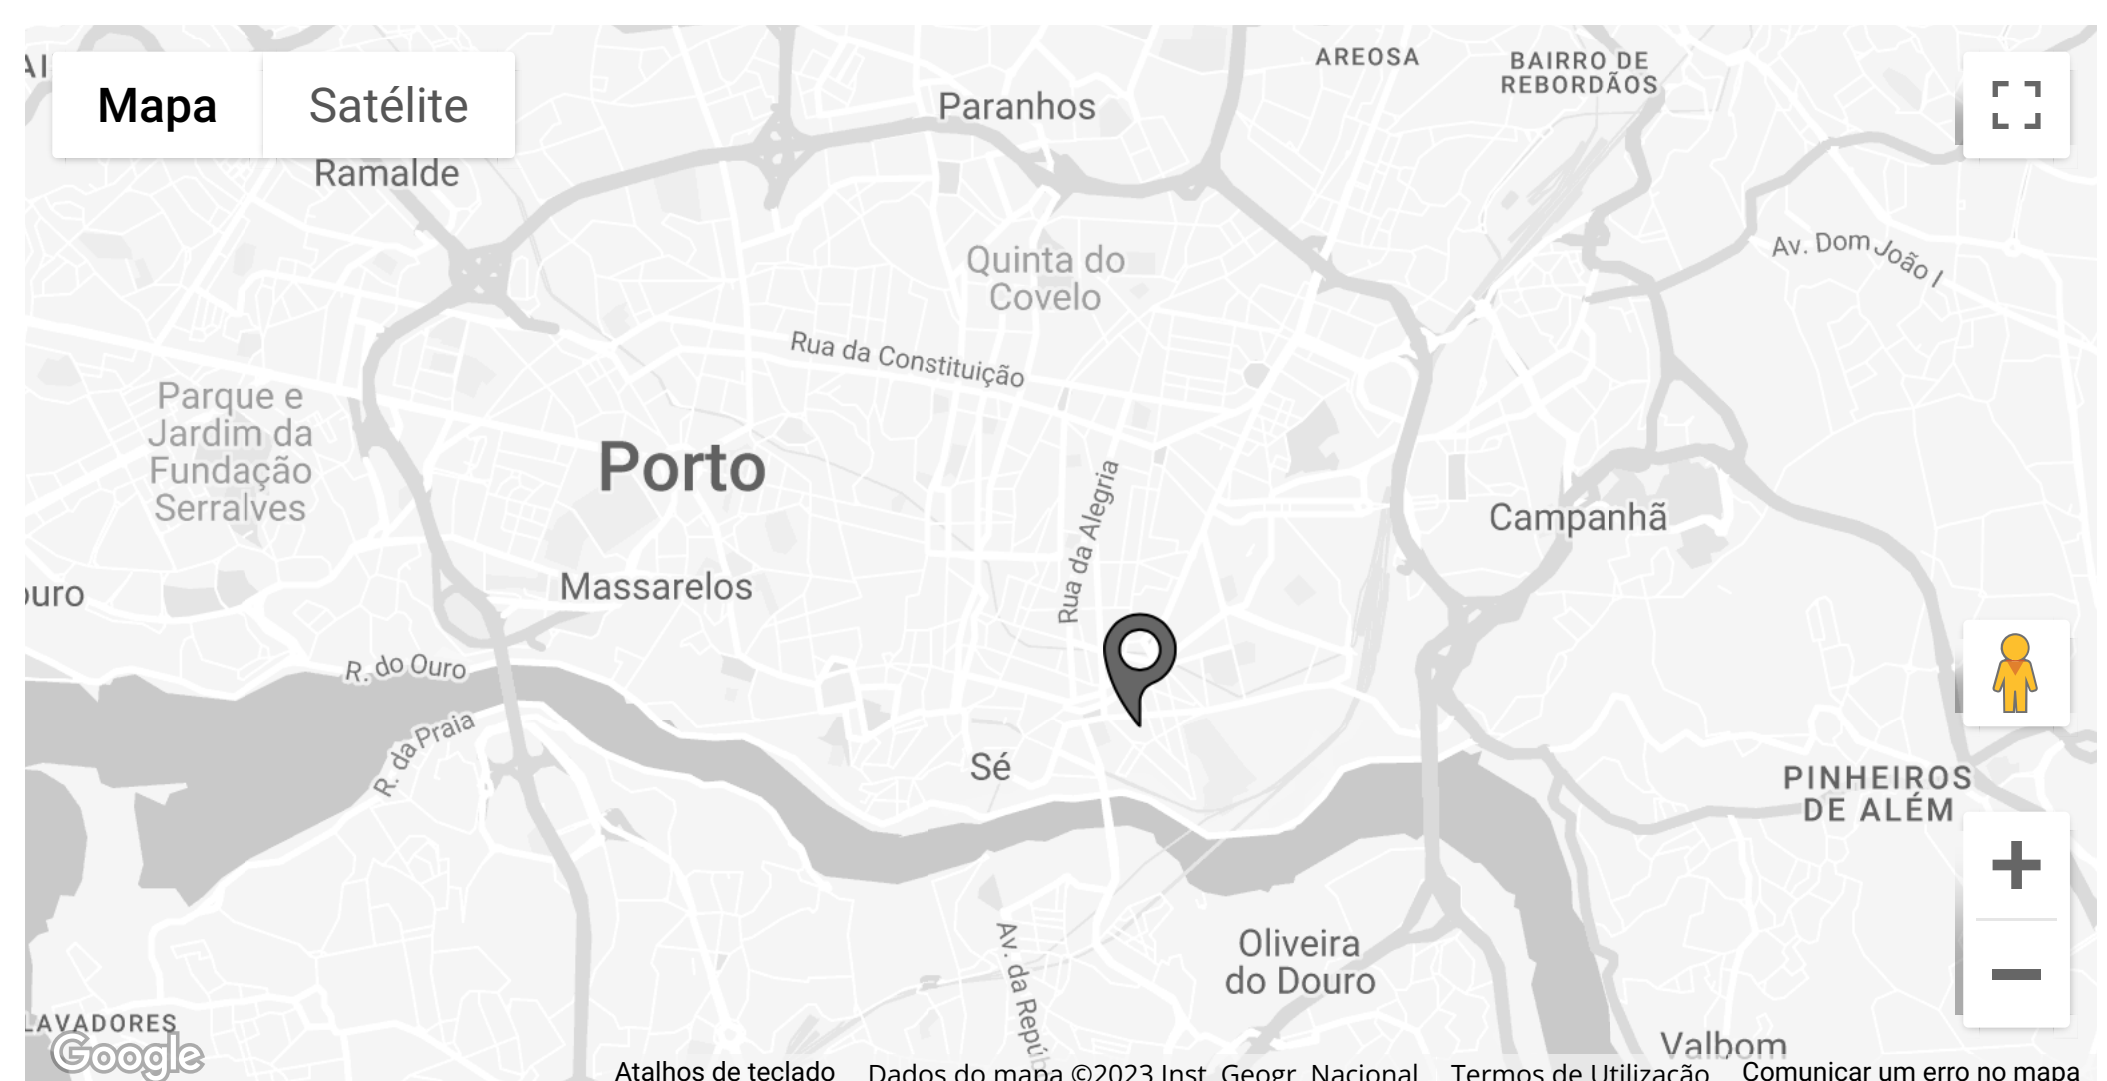 AREOSA
BAIRRO DE
REBORDÃOS
Mapa
Satélite
Paranhos
Ramalde
Av. Dom João I
Quinta do
Covelo
Rua da Constituição
Parque e
Jardim da
Fundação
Serralves
Porto
Rua da Alegria
Campanhã
Massarelos
ouro
R. do Ouro
R. da Praia
Sé
PINHEIROS
DE ALÉM
Oliveira
do Douro
Av. da Repúb
LAVADORES
Valbom
Google
Atalhos de teclado
Dados do mapa ©2023 Inst. Geogr. Nacional
Termos de Utilização
Comunicar um erro no mapa